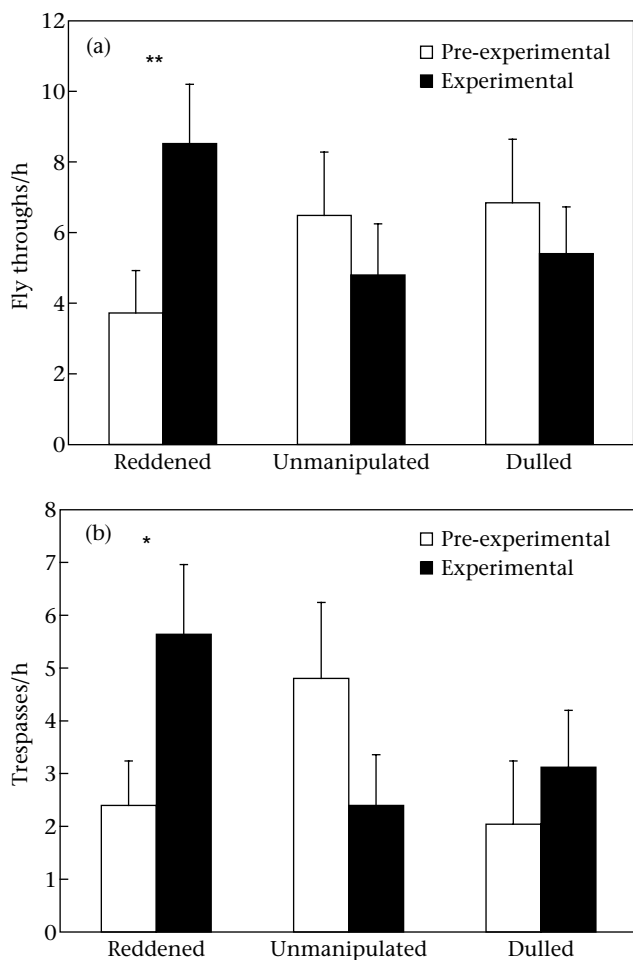 12
(a)
**
Pre-experimental
Experimental
10
8
6
4
2
0
Fly throughs/h
Reddened Unmanipulated Dulled
8
(b)
*
Pre-experimental
Experimental
7
6
5
4
3
2
1
0
Trespasses/h
Reddened Unmanipulated Dulled